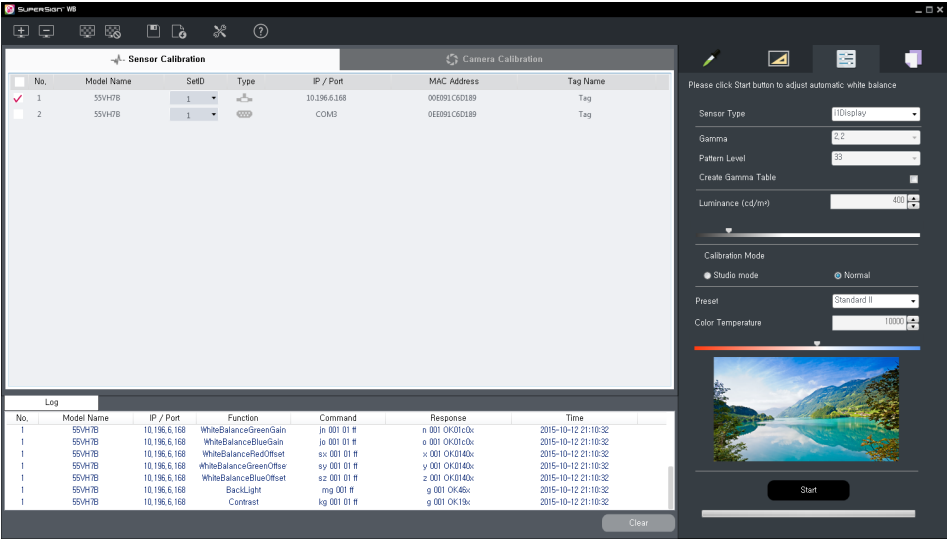 SUPERSIGN™ WB
Sensor Calibration
Camera Calibration
No. Model Name SetID Type IP / Port MAC Address Tag Name
1 55VH7B 1 10.196.6.168 00E091C6D189 Tag
2 55VH7B 1 COM3 0EE091C6D189 Tag
Please click Start button to adjust automatic white balance
Sensor Type i1Display
Gamma 2.2
Pattern Level 33
Create Gamma Table
Luminance (cd/m²) 400
Calibration Mode
Studio mode Normal
Preset Standard II
Color Temperature 10000
Start
Log
No. Model Name IP / Port Function Command Response Time
1 55VH7B 10.196.6.168 WhiteBalanceGreenGain jn 001 01 ff n 001 OK01c0x 2015-10-12 21:10:32
1 55VH7B 10.196.6.168 WhiteBalanceBlueGain jo 001 01 ff o 001 OK01c0x 2015-10-12 21:10:32
1 55VH7B 10.196.6.168 WhiteBalanceRedOffset sx 001 01 ff x 001 OK0140x 2015-10-12 21:10:32
1 55VH7B 10.196.6.168 WhiteBalanceGreenOffse sy 001 01 ff y 001 OK0140x 2015-10-12 21:10:32
1 55VH7B 10.196.6.168 WhiteBalanceBlueOffset sz 001 01 ff z 001 OK0140x 2015-10-12 21:10:32
1 55VH7B 10.196.6.168 BackLight mg 001 ff g 001 OK46x 2015-10-12 21:10:32
1 55VH7B 10.196.6.168 Contrast kg 001 01 ff g 001 OK19x 2015-10-12 21:10:32
Clear